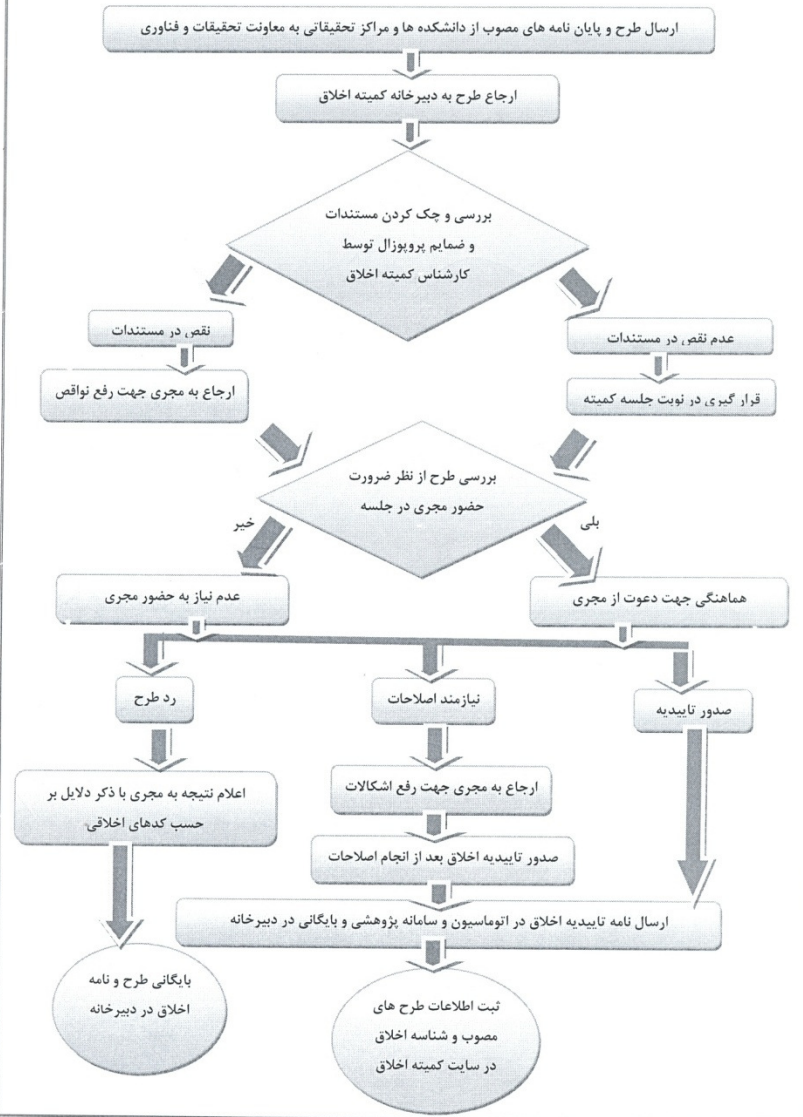 ارسال طرح و پایان نامه های مصوب از دانشکده ها و مراکز تحقیقاتی به معاونت تحقیقات و فناوری
ارجاع طرح به دبیرخانه کمیته اخلاق
بررسی و چک کردن مستندات
و ضمایم پروپوزال توسط
کارشناس کمیته اخلاق
عدم نقص در مستندات
نقص در مستندات
قرار گیری در نوبت جلسه کمیته
ارجاع به مجری جهت رفع نواقص
بررسی طرح از نظر ضرورت
حضور مجری در جلسه
بلی
خیر
هماهنگی جهت دعوت از مجری
عدم نیاز به حضور مجری
صدور تاییدیه
نیازمند اصلاحات
رد طرح
ارجاع به مجری جهت رفع اشکالات
اعلام نتیجه به مجری با ذکر دلایل بر
حسب کدهای اخلاقی
صدور تاییدیه اخلاق بعد از انجام اصلاحات
ارسال نامه تاییدیه اخلاق در اتوماسیون و سامانه پژوهشی و بایگانی در دبیرخانه
بایگانی طرح و نامه
اخلاق در دبیرخانه
ثبت اطلاعات طرح های
مصوب و شناسه اخلاق
در سایت کمیته اخلاق